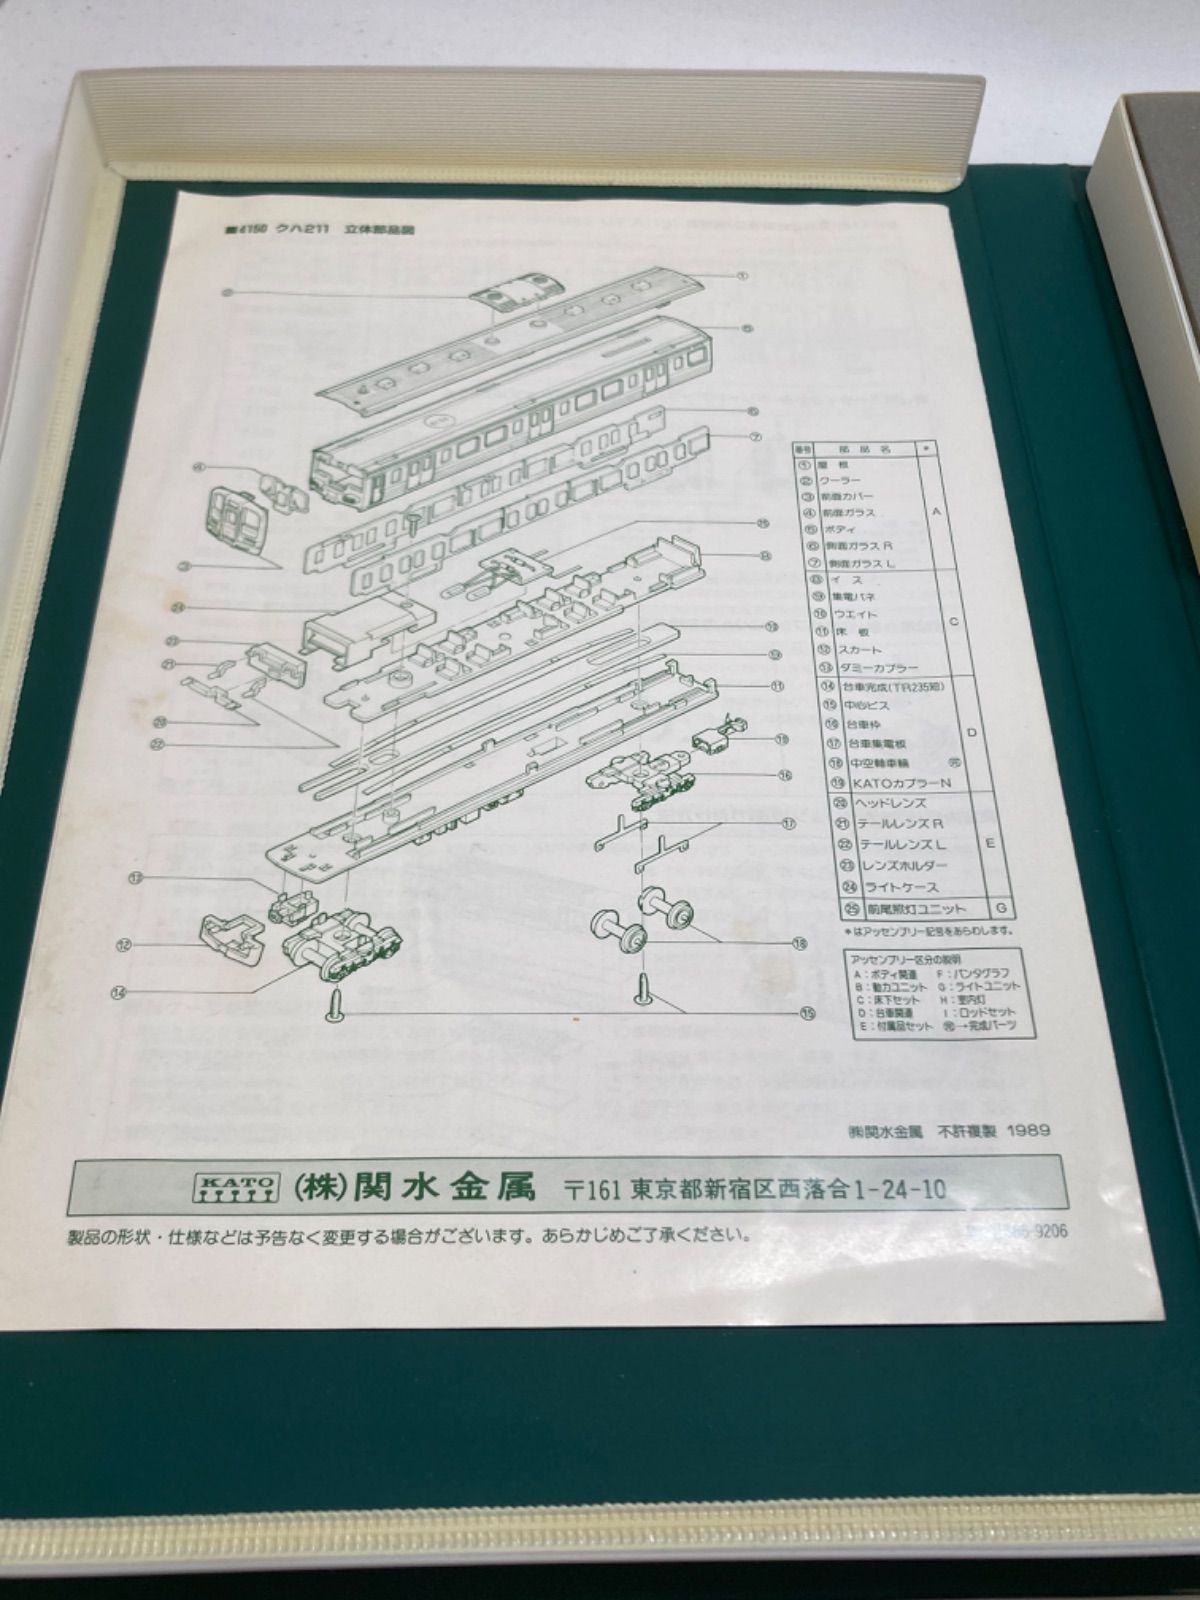 ■4150 クハ211 立体部品図
番号 部品名 *
① 屋根
② クーラー
③ 前面カバー
④ 前面ガラス
⑤ ボディ
⑥ 側面ガラスR
⑦ 側面ガラスL
A
⑧ イス
⑨ 集電バネ
⑩ ウエイト
⑪ 床板
⑫ スカート
⑬ ダミーカプラー
C
⑭ 台車完成(TR235短)
⑮ 中心ビス
⑯ 台車枠
⑰ 台車集電板
⑱ 中空軸車輪 ㊝
⑲ KATOカプラーN
D
⑳ ヘッドレンズ
㉑ テールレンズR
㉒ テールレンズL
㉓ レンズホルダー
㉔ ライトケース
E
㉕ 前尾照灯ユニット G
*はアッセンブリー記号をあらわします。
アッセンブリー区分の説明
A:ボディ関連 F:パンタグラフ
B:動力ユニット G:ライトユニット
C:床下セット H:室内灯
D:台車関連 I:ロッドセット
E:付属品セット →完成パーツ
㈱関水金属 不許複製 1989
KATO (株)関水金属 〒161 東京都新宿区西落合1-24-10
製品の形状・仕様などは予告なく変更する場合がございます。あらかじめご了承ください。
-9206